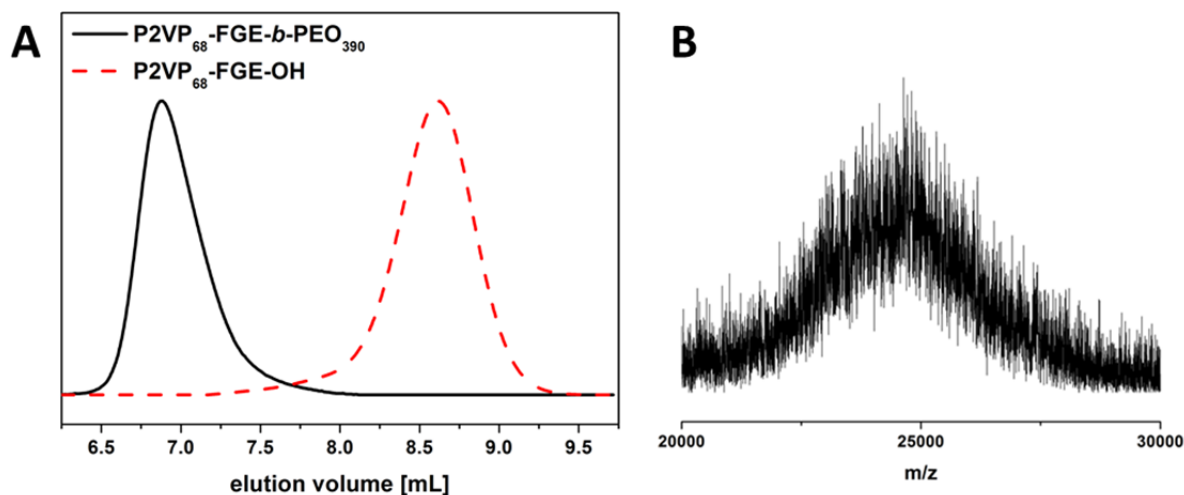 A
P2VP68-FGE-b-PEO390
P2VP68-FGE-OH
6.5 7.0 7.5 8.0 8.5 9.0 9.5
elution volume [mL]
B
20000 25000 30000
m/z